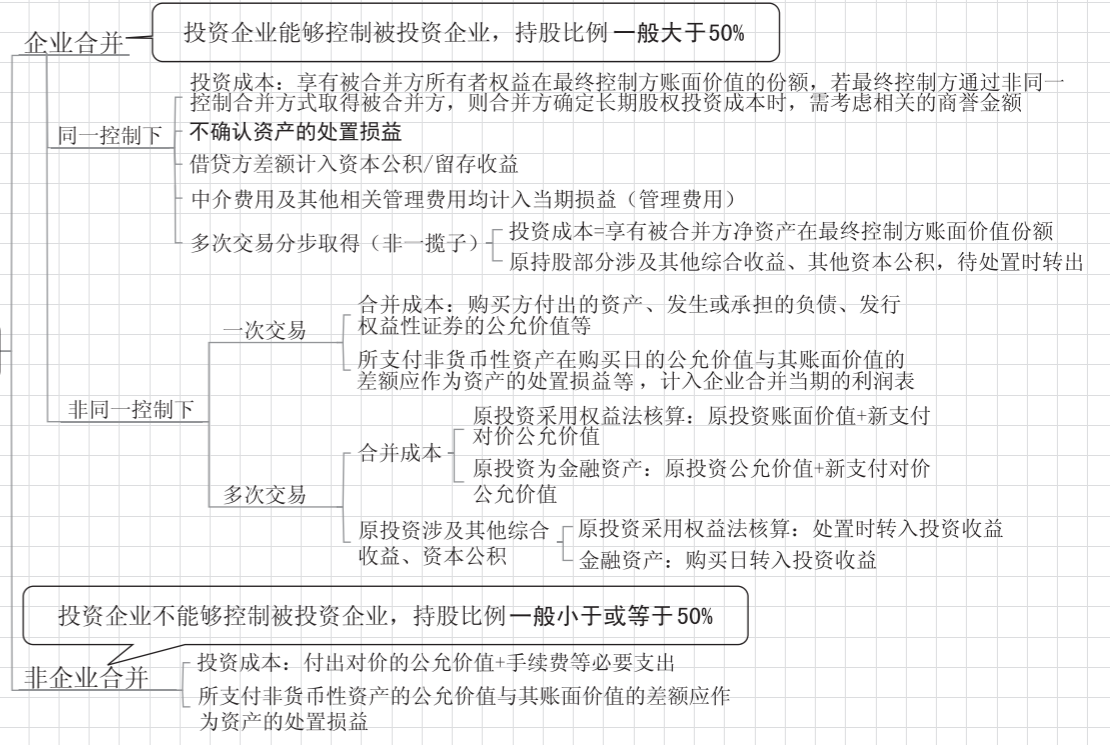 投资企业能够控制被投资企业，持股比例一般大于50%
企业合并
投资成本：享有被合并方所有者权益在最终控制方账面价值的份额，若最终控制方通过非同一
控制合并方式取得被合并方，则合并方确定长期股权投资成本时，需考虑相关的商誉金额
同一控制下
不确认资产的处置损益
借贷方差额计入资本公积/留存收益
中介费用及其他相关管理费用均计入当期损益（管理费用）
多次交易分步取得（非一揽子）
投资成本=享有被合并方净资产在最终控制方账面价值份额
原持股部分涉及其他综合收益、其他资本公积，待处置时转出
一次交易
合并成本：购买方付出的资产、发生或承担的负债、发行
权益性证券的公允价值等
所支付非货币性资产在购买日的公允价值与其账面价值的
差额应作为资产的处置损益等，计入企业合并当期的利润表
非同一控制下
原投资采用权益法核算：原投资账面价值+新支付
对价公允价值
合并成本
原投资为金融资产：原投资公允价值+新支付对价
公允价值
多次交易
原投资涉及其他综合
收益、资本公积
原投资采用权益法核算：处置时转入投资收益
金融资产：购买日转入投资收益
投资企业不能够控制被投资企业，持股比例一般小于或等于50%
非企业合并
投资成本：付出对价的公允价值+手续费等必要支出
所支付非货币性资产的公允价值与其账面价值的差额应作
为资产的处置损益